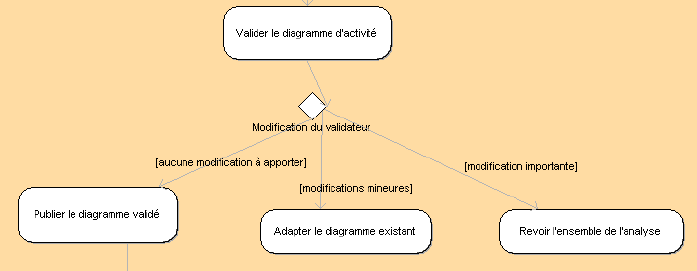 Valider le diagramme d'activité
Modification du validateur
[aucune modification à apporter]
[modification importante]
[modifications mineures]
Publier le diagramme validé
Adapter le diagramme existant
Revoir l'ensemble de l'analyse